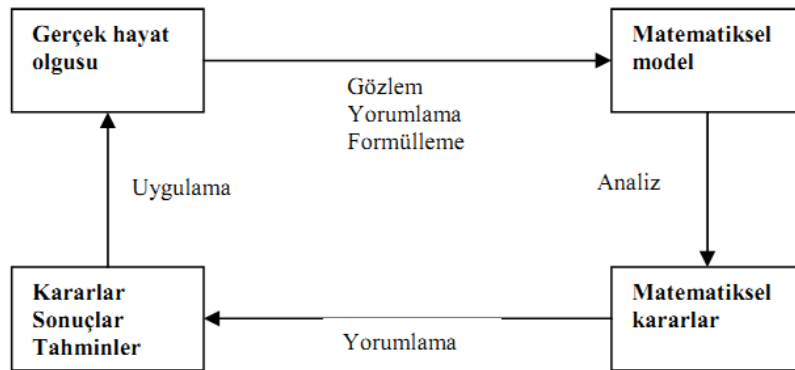 Gerçek hayat
olgusu
Gözlem
Yorumlama
Formülleme
Matematiksel
model
Analiz
Matematiksel
kararlar
Yorumlama
Kararlar
Sonuçlar
Tahminler
Uygulama